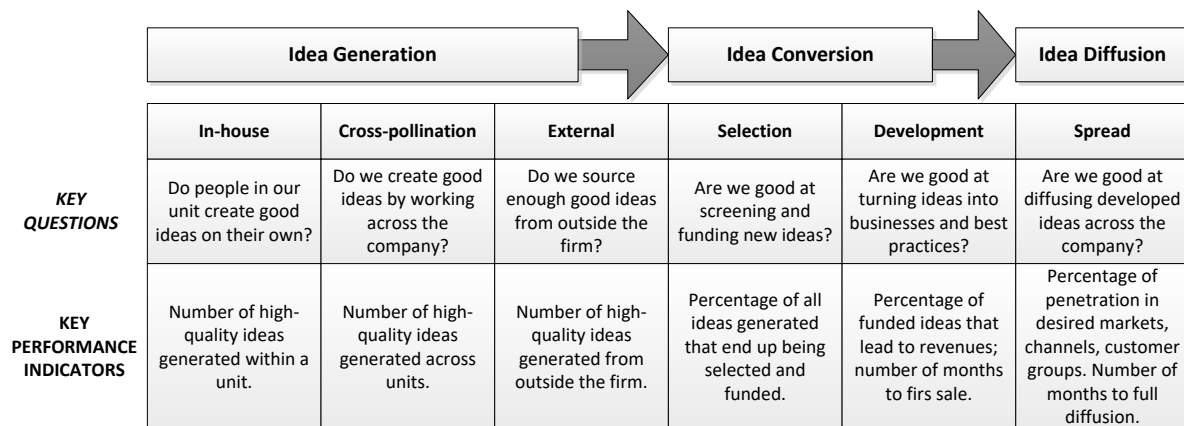 Idea Generation
Idea Conversion
Idea Diffusion
In-house
Cross-pollination
External
Selection
Development
Spread
KEY
QUESTIONS
Do people in our
unit create good
ideas on their own?
Do we create good
ideas by working
across the
company?
Do we source
enough good ideas
from outside the
firm?
Are we good at
screening and
funding new ideas?
Are we good at
turning ideas into
businesses and best
practices?
Are we good at
diffusing developed
ideas across the
company?
KEY
PERFORMANCE
INDICATORS
Number of high-
quality ideas
generated within a
unit.
Number of high-
quality ideas
generated across
units.
Number of high-
quality ideas
generated from
outside the firm.
Percentage of all
ideas generated
that end up being
selected and
funded.
Percentage of
funded ideas that
lead to revenues;
number of months
to firs sale.
Percentage of
penetration in
desired markets,
channels, customer
groups. Number of
months to full
diffusion.